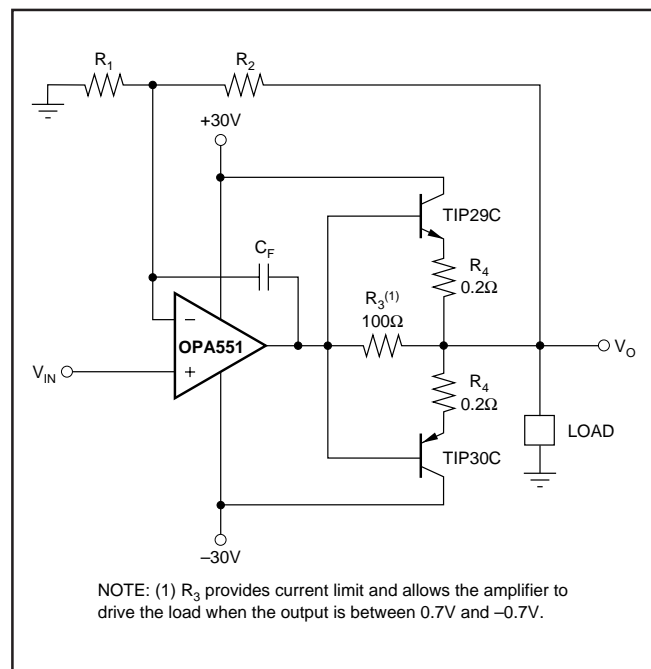 R1
R2
+30V
TIP29C
CF
R4
0.2Ω
R3(1)
100Ω
–
OPA551
+
VIN
VO
R4
0.2Ω
LOAD
TIP30C
–30V
NOTE: (1) R3 provides current limit and allows the amplifier to
drive the load when the output is between 0.7V and –0.7V.